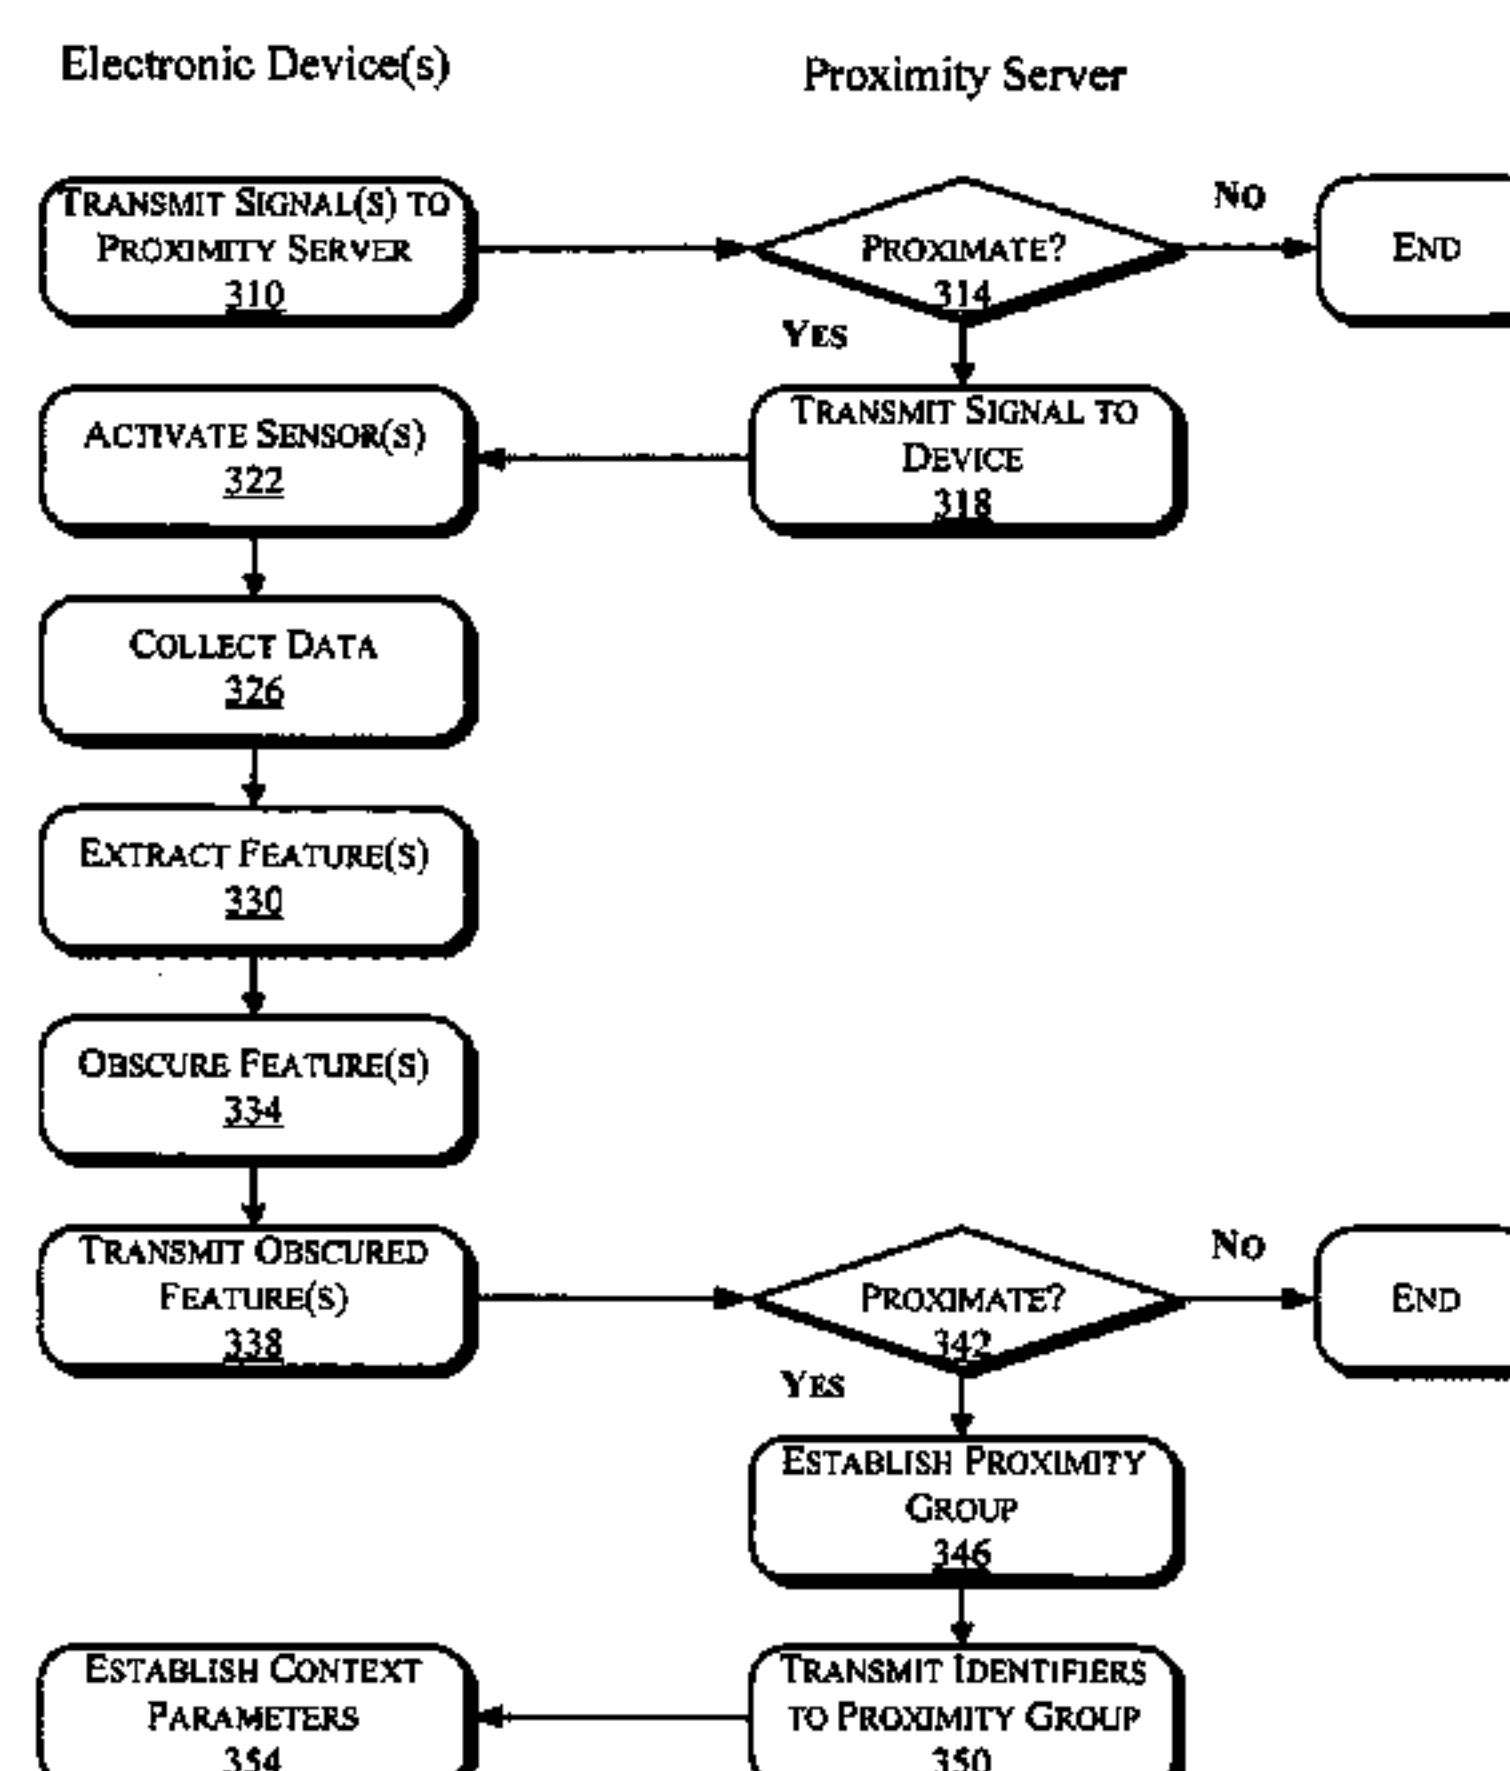 Electronic Device(s)
Proximity Server
TRANSMIT SIGNAL(S) TO
PROXIMITY SERVER
310
PROXIMATE?
314
NO
END
YES
TRANSMIT SIGNAL TO
DEVICE
318
ACTIVATE SENSOR(S)
322
COLLECT DATA
326
EXTRACT FEATURE(S)
330
OBSCURE FEATURE(S)
334
TRANSMIT OBSCURED
FEATURE(S)
338
PROXIMATE?
342
NO
END
YES
ESTABLISH PROXIMITY
GROUP
346
TRANSMIT IDENTIFIERS
TO PROXIMITY GROUP
350
ESTABLISH CONTEXT
PARAMETERS
354